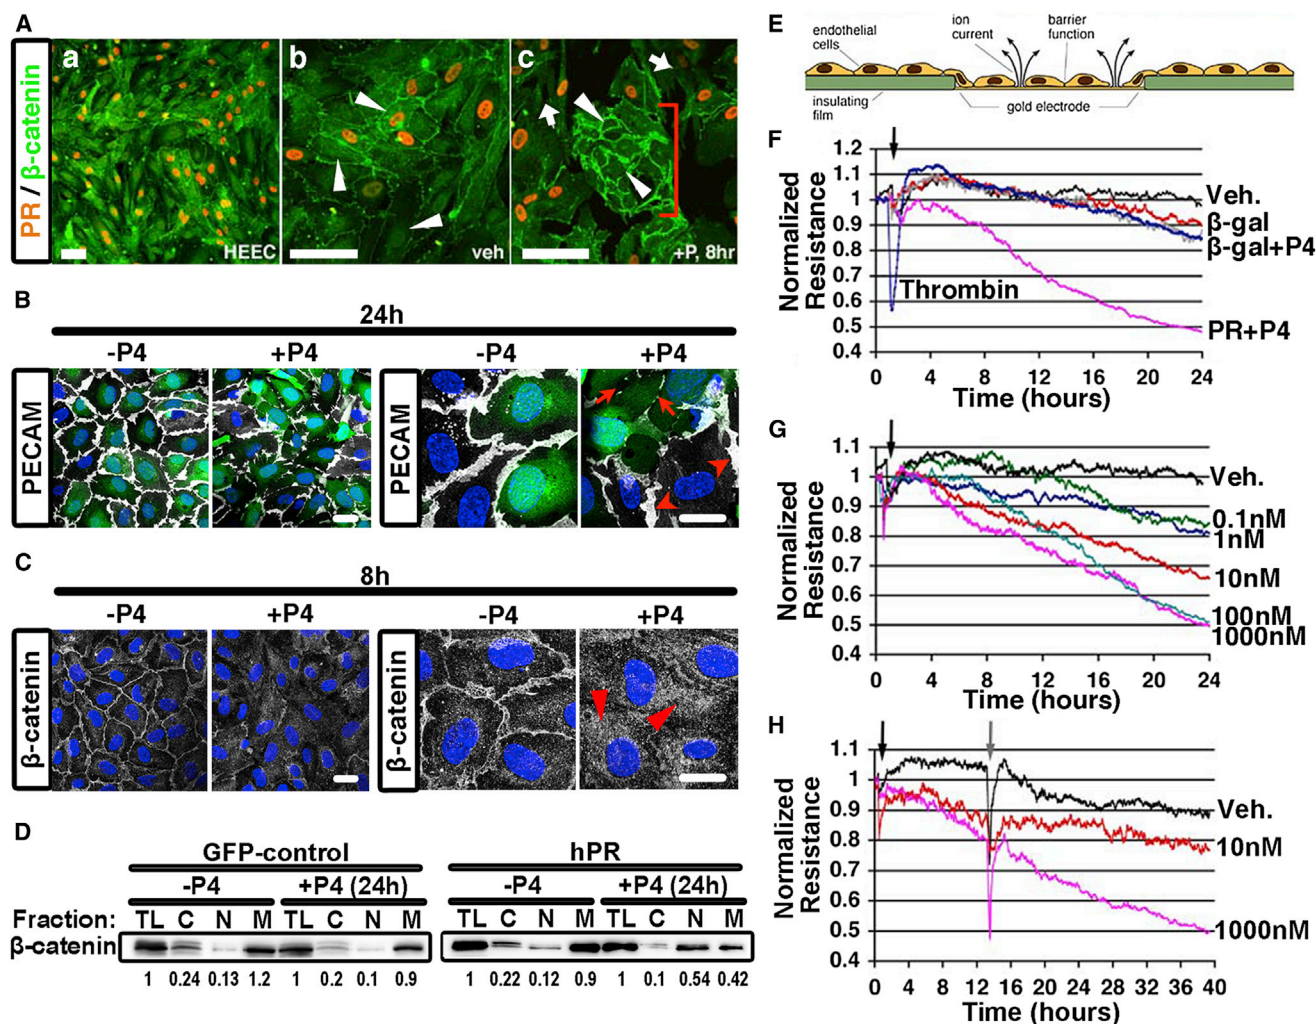 A
PR / β-catenin
a
HEEC
b
veh
c
+P, 8hr
B
24h
-P4
+P4
-P4
+P4
PECAM
PECAM
C
8h
-P4
+P4
-P4
+P4
β-catenin
β-catenin
D
GFP-control
hPR
-P4
+P4 (24h)
-P4
+P4 (24h)
Fraction: TL C N M TL C N M TL C N M TL C N M
β-catenin
1 0.24 0.13 1.2 1 0.2 0.1 0.9 1 0.22 0.12 0.9 1 0.1 0.54 0.42
E
endothelial cells
ion current
barrier function
insulating film
gold electrode
F
Normalized Resistance
1.2
1.1
1
0.9
0.8
0.7
0.6
0.5
0.4
Veh.
β-gal
β-gal+P4
Thrombin
PR+P4
0 4 8 12 16 20 24
Time (hours)
G
Normalized Resistance
1.1
1
0.9
0.8
0.7
0.6
0.5
0.4
Veh.
0.1nM
1nM
10nM
100nM
1000nM
0 4 8 12 16 20 24
Time (hours)
H
Normalized Resistance
1.1
1
0.9
0.8
0.7
0.6
0.5
0.4
Veh.
10nM
1000nM
0 4 8 12 16 20 24 28 32 36 40
Time (hours)